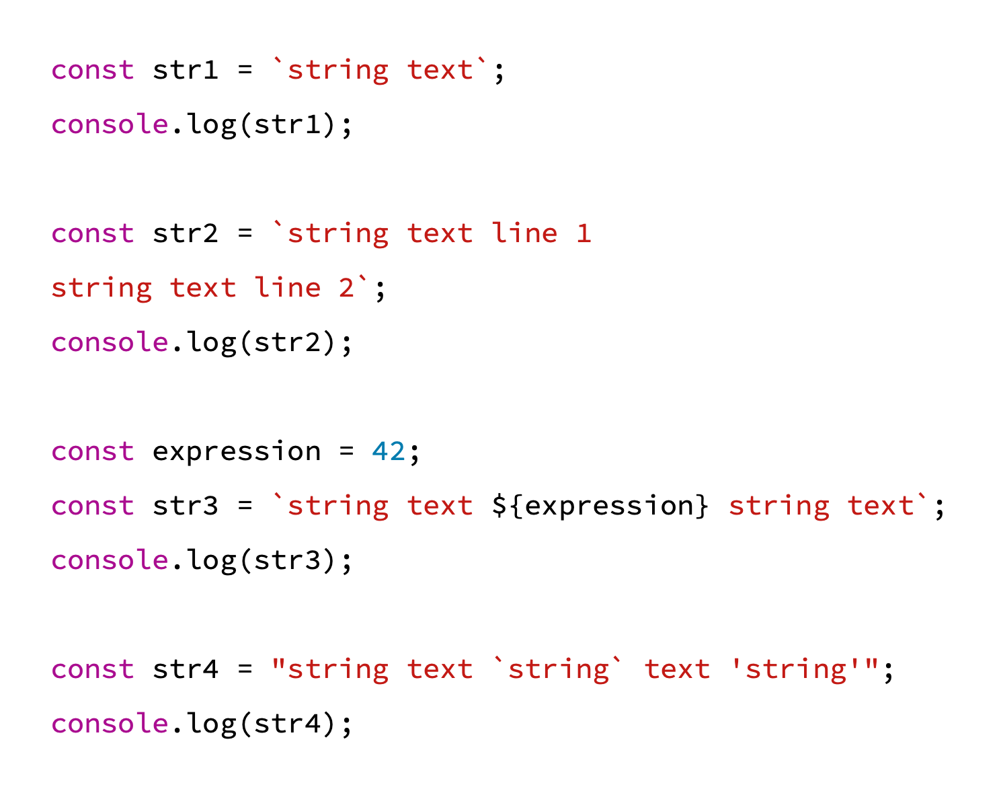 const str1 = `string text`;
console.log(str1);
const str2 = `string text line 1
string text line 2`;
console.log(str2);
const expression = 42;
const str3 = `string text ${expression} string text`;
console.log(str3);
const str4 = "string text `string` text 'string'";
console.log(str4);